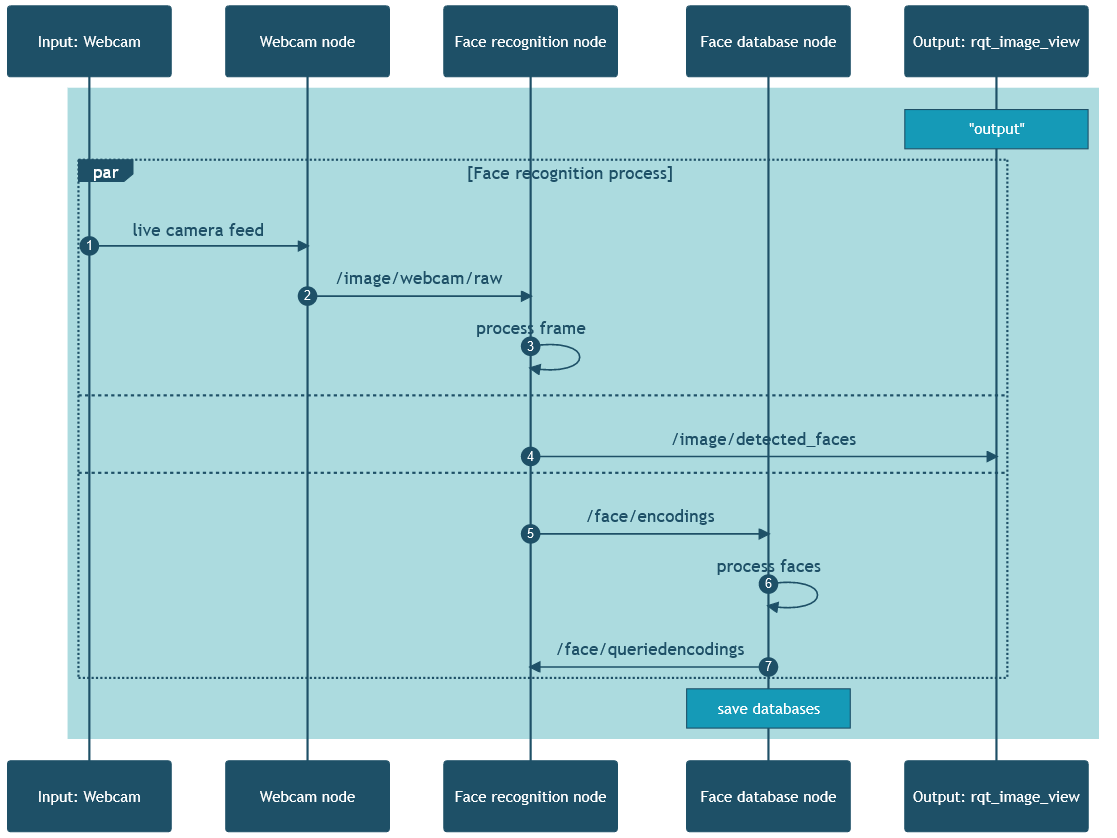 Input: Webcam
Webcam node
Face recognition node
Face database node
Output: rqt_image_view
"output"
par
[Face recognition process]
live camera feed
1
/image/webcam/raw
2
process frame
3
/image/detected_faces
4
/face/encodings
5
process faces
6
/face/queriedencodings
7
save databases
Input: Webcam
Webcam node
Face recognition node
Face database node
Output: rqt_image_view